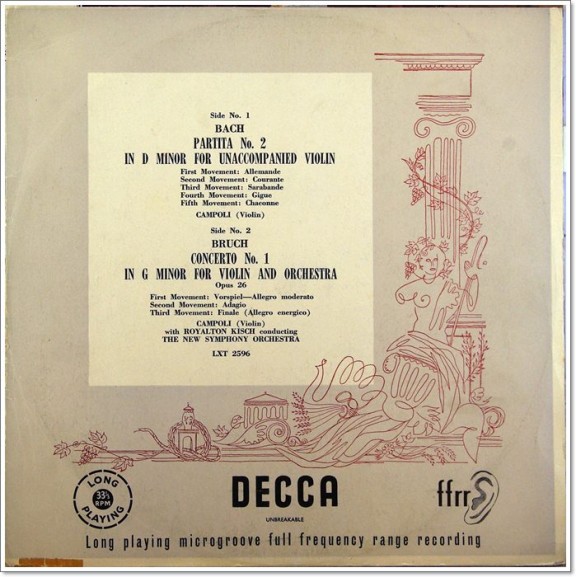 Side No. 1
BACH
PARTITA No. 2
IN D MINOR FOR UNACCOMPANIED VIOLIN
First Movement: Allemande
Second Movement: Courante
Third Movement: Sarabande
Fourth Movement: Gigue
Fifth Movement: Chaconne
CAMPOLI (Violin)
Side No. 2
BRUCH
CONCERTO No. 1
IN G MINOR FOR VIOLIN AND ORCHESTRA
Opus 26
First Movement: Vorspiel—Allegro moderato
Second Movement: Adagio
Third Movement: Finale (Allegro energico)
CAMPOLI (Violin)
with ROYALTON KISCH conducting
THE NEW SYMPHONY ORCHESTRA
LXT 2596
LONG
33⅓
RPM
PLAYING
DECCA
ffrr
UNBREAKABLE
Long playing microgroove full frequency range recording